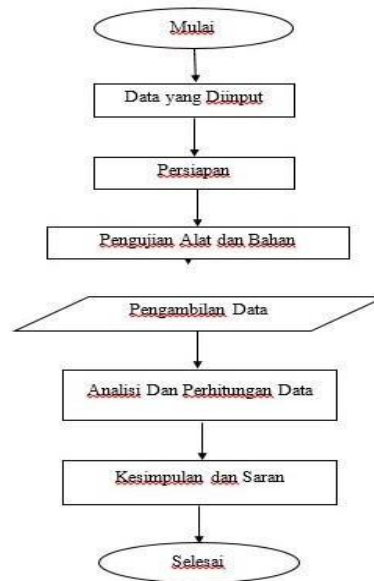 Mulai
Data yang Diinput
Persiapan
Pengujian Alat dan Bahan
Pengambilan Data
Analisi Dan Perhitungan Data
Kesimpulan dan Saran
Selesai